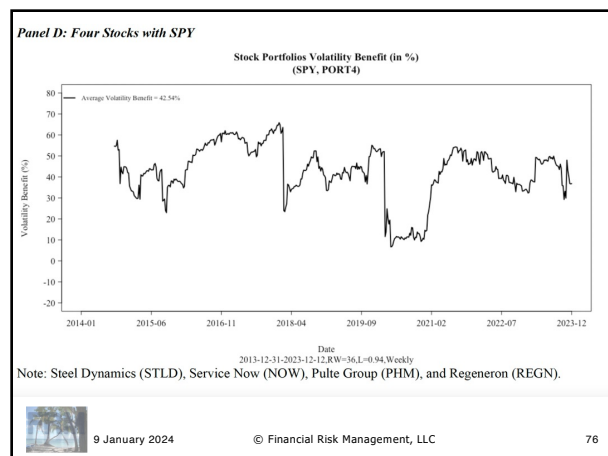 Panel D: Four Stocks with SPY
Stock Portfolios Volatility Benefit (in %)
(SPY, PORT4)
Average Volatility Benefit = 42.54%
Volatility Benefit (%)
80
70
60
50
40
30
20
10
0
-10
-20
2014-01 2015-06 2016-11 2018-04 2019-09 2021-02 2022-07 2023-12
Date
2013-12-31-2023-12-12,RW=36,L=0.94,Weekly
Note: Steel Dynamics (STLD), Service Now (NOW), Pulte Group (PHM), and Regeneron (REGN).
9 January 2024 © Financial Risk Management, LLC 76